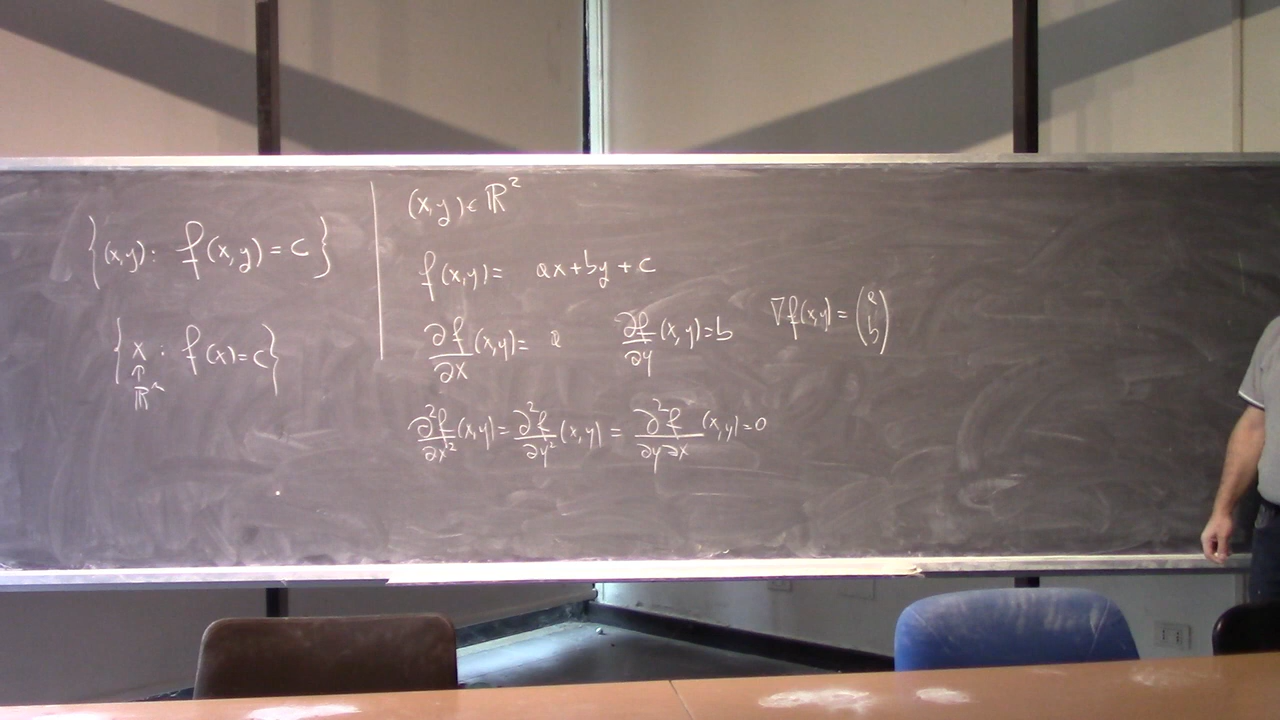 {(x,y): f(x,y) = c}
{x : f(x)=c}
↑
ℝⁿ
(x,y) ∈ ℝ²
f(x,y) = ax+by+c
∂f/∂x (x,y) = a ∂f/∂y (x,y) = b ∇f(x,y) = (a b)
∂²f/∂x² (x,y) = ∂²f/∂y² (x,y) = ∂²f/∂y∂x (x,y) = 0